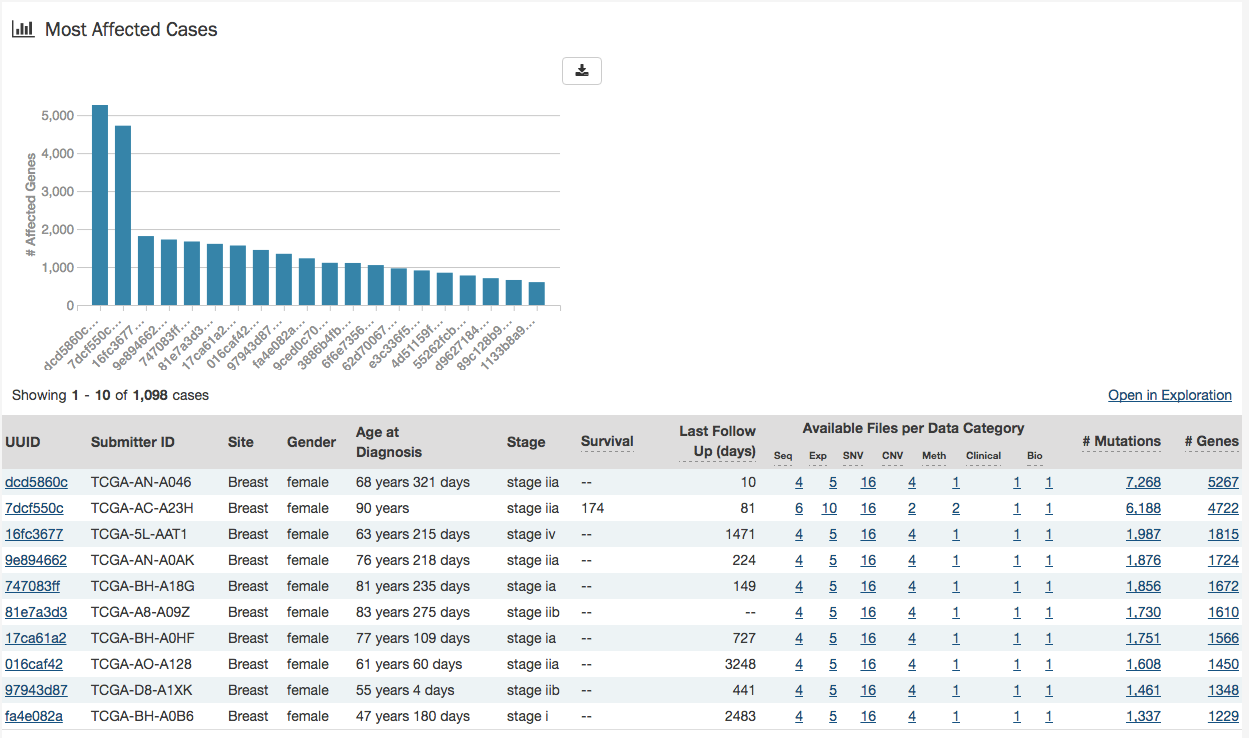 Most Affected Cases
# Affected Genes
5,000
4,000
3,000
2,000
1,000
0
dcd5860c...
7dcf550c...
16fc3677...
9e894662...
747083ff...
81e7a3d3...
17ca61a2...
016caf42...
97943d87...
fa4e082a...
9ced0c70...
3886b4fb...
6f6e7356...
62d70067...
e3c336f5...
4d51159f...
55262fcb...
d9627184...
89c128b9...
1133b8a9...
Showing 1 - 10 of 1,098 cases Open in Exploration
UUID Submitter ID Site Gender Age at Diagnosis Stage Survival Last Follow Up (days) Available Files per Data Category # Mutations # Genes
Seq Exp SNV CNV Meth Clinical Bio
dcd5860c TCGA-AN-A046 Breast female 68 years 321 days stage iia -- 10 4 5 16 4 1 1 1 7,268 5267
7dcf550c TCGA-AC-A23H Breast female 90 years stage iia 174 81 6 10 16 2 2 1 1 6,188 4722
16fc3677 TCGA-5L-AAT1 Breast female 63 years 215 days stage iv -- 1471 4 5 16 4 1 1 1 1,987 1815
9e894662 TCGA-AN-A0AK Breast female 76 years 218 days stage iia -- 224 4 5 16 4 1 1 1 1,876 1724
747083ff TCGA-BH-A18G Breast female 81 years 235 days stage ia -- 149 4 5 16 4 1 1 1 1,856 1672
81e7a3d3 TCGA-A8-A09Z Breast female 83 years 275 days stage iib -- -- 4 5 16 4 1 1 1 1,730 1610
17ca61a2 TCGA-BH-A0HF Breast female 77 years 109 days stage ia -- 727 4 5 16 4 1 1 1 1,751 1566
016caf42 TCGA-AO-A128 Breast female 61 years 60 days stage iia -- 3248 4 5 16 4 1 1 1 1,608 1450
97943d87 TCGA-D8-A1XK Breast female 55 years 4 days stage iib -- 441 4 5 16 4 1 1 1 1,461 1348
fa4e082a TCGA-BH-A0B6 Breast female 47 years 180 days stage i -- 2483 4 5 16 4 1 1 1 1,337 1229